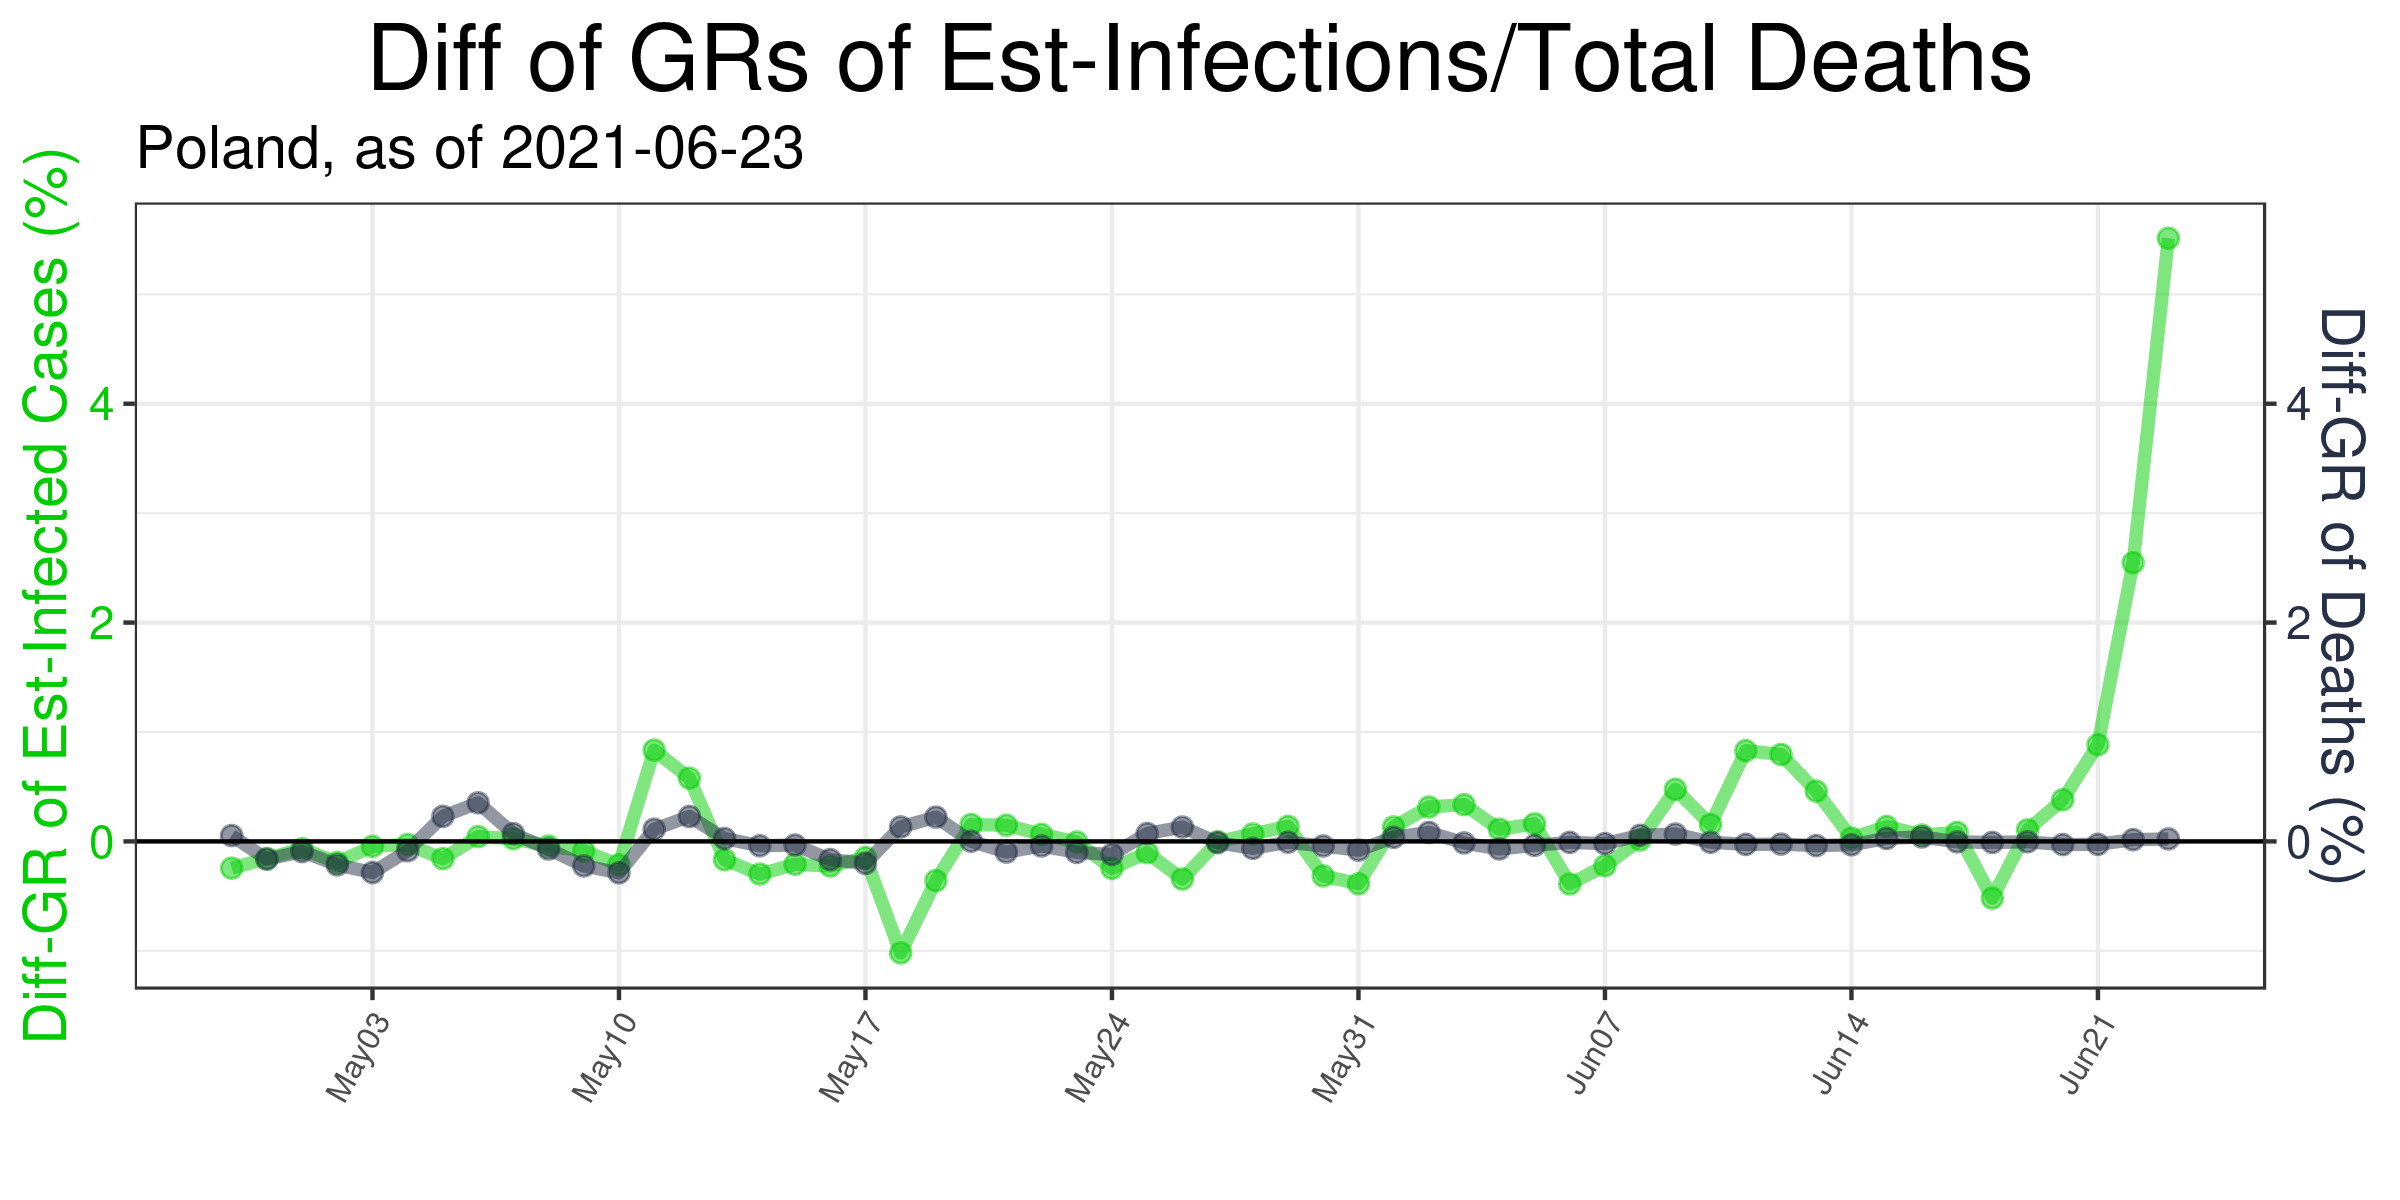 Diff of GRs of Est-Infections/Total Deaths
Poland, as of 2021-06-23
Diff-GR of Est-Infected Cases (%)
4
2
0
4
2
0
Diff-GR of Deaths (%)
May03
May10
May17
May24
May31
Jun07
Jun14
Jun21